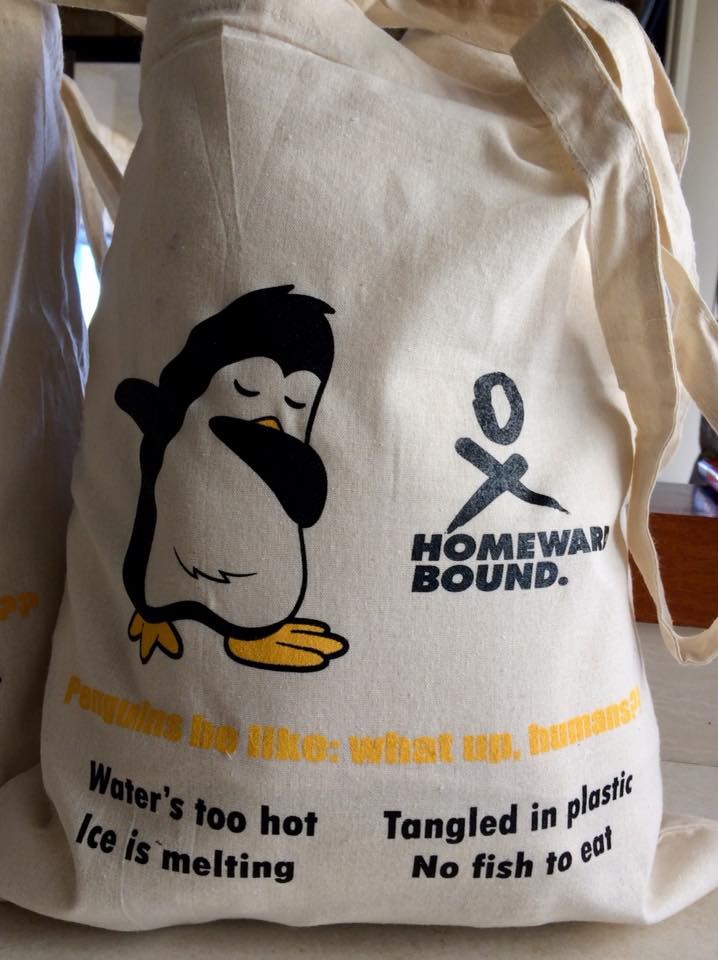 HOMEWARD
BOUND.
??
Penguins be like: what up, humans??
Water's too hot
Ice is melting
Tangled in plastic
No fish to eat